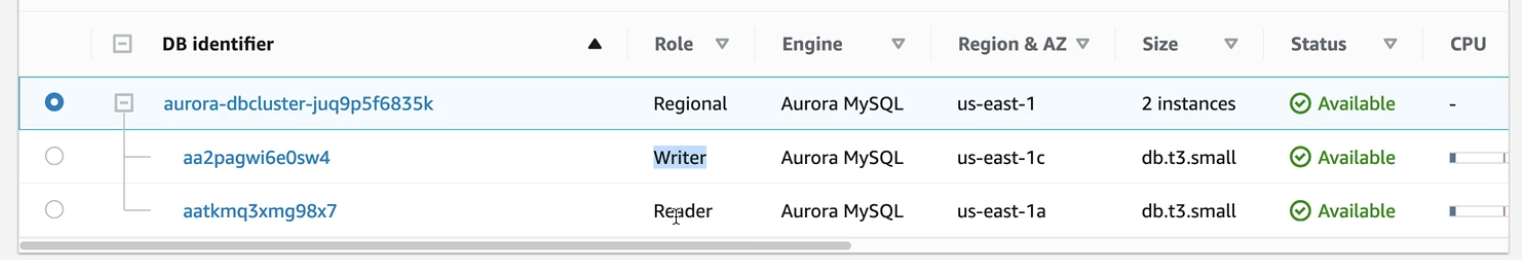 DB identifier Role Engine Region & AZ Size Status CPU
aurora-dbcluster-juq9p5f6835k Regional Aurora MySQL us-east-1 2 instances Available -
aa2pagwi6e0sw4 Writer Aurora MySQL us-east-1c db.t3.small Available
aatkmq3xmg98x7 Reader Aurora MySQL us-east-1a db.t3.small Available